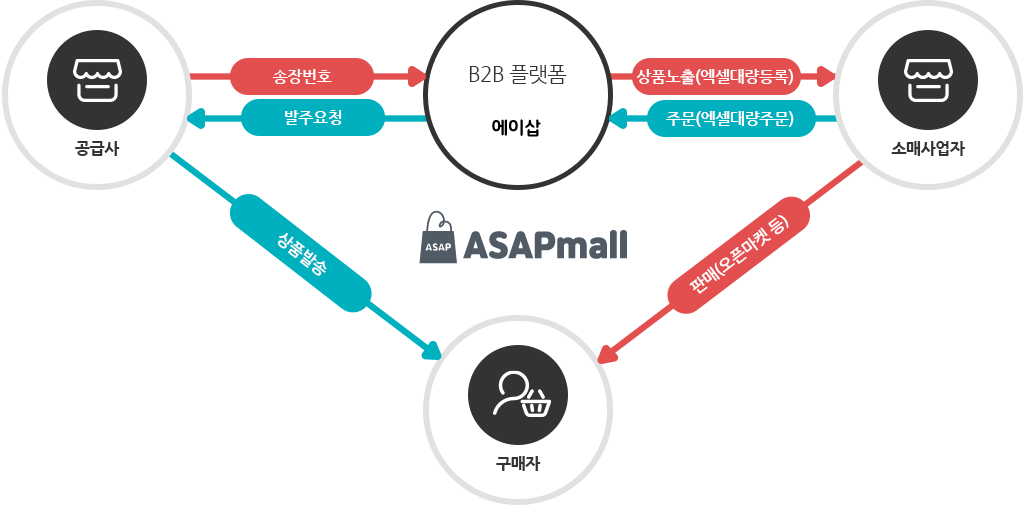 송장번호
B2B 플랫폼
상품노출(엑셀대량등록)
발주요청
에이삽
주문(엑셀대량주문)
공급사
소매사업자
상품발송
ASAP
ASAPmall
판매(오픈마켓 등)
구매자